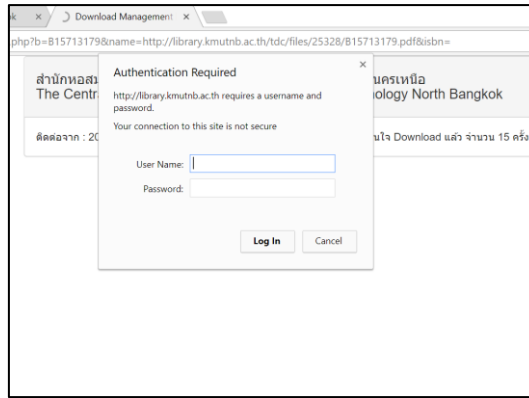 k × Download Management ×
php?b=B15713179&name=http://library.kmutnb.ac.th/tdc/files/25328/B15713179.pdf&isbn=
สำนักหอสม นครเหนือ
The Centr ology North Bangkok
ติดต่อจาก : 20 นใจ Download แล้ว จำนวน 15 ครั้ง
Authentication Required ×
http://library.kmutnb.ac.th requires a username and
password.
Your connection to this site is not secure
User Name:
Password:
Log In Cancel